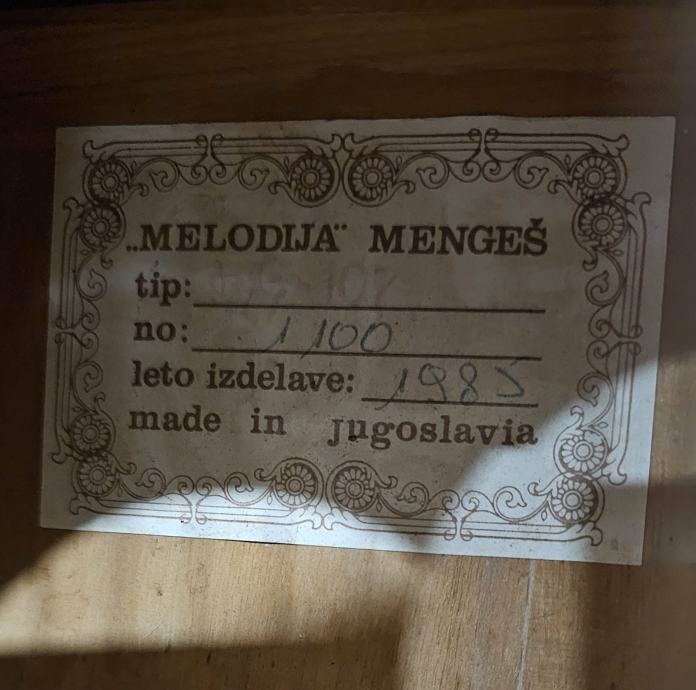 „MELODIJA" MENGEŠ
tip:
no: 1100
leto izdelave: 1985
made in Jugoslavia